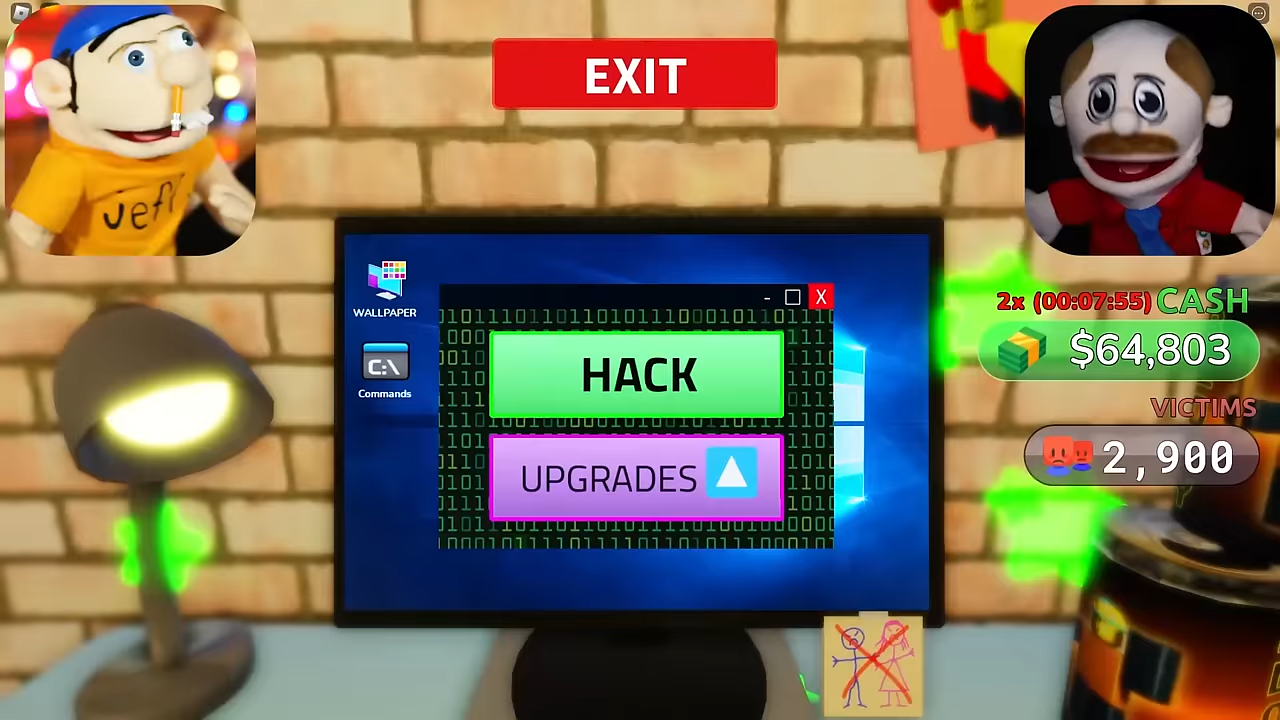 EXIT
Jeff
2x (00:07:55) CASH
$64,803
VICTIMS
2,900
WALLPAPER
C:\
Commands
- X
HACK
UPGRADES